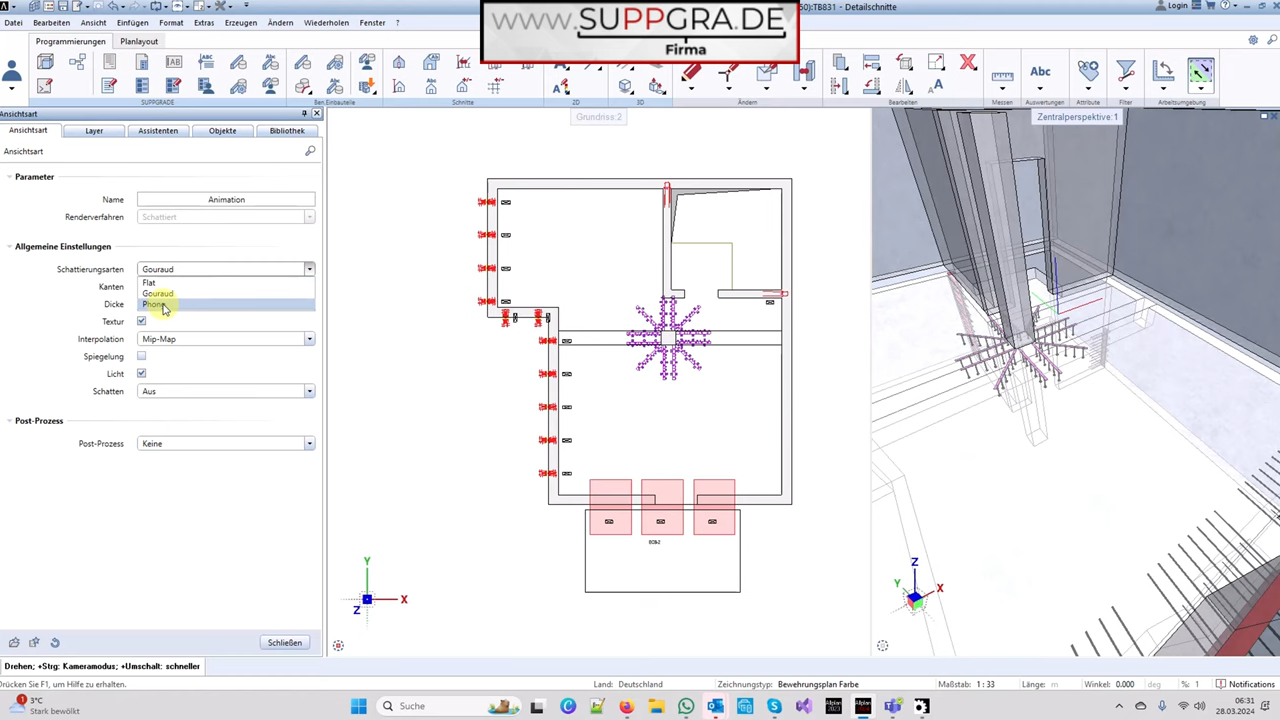 www.SUPPGRA.DE
Firma
50):TB831 - Detailschnitte
Login
Datei Bearbeiten Ansicht Einfügen Format Extras Erzeugen Ändern Wiederholen Fenster ?
Programmierungen Planlayout
Abc
SUPPGRADE Ben.Einbauteile Schnitte 2D 3D Ändern Bearbeiten Messen Auswertungen Attribute Filter Arbeitsumgebung
Ansichtsart
Ansichtsart Layer Assistenten Objekte Bibliothek
Ansichtsart
Parameter
Name Animation
Renderverfahren Schattiert
Allgemeine Einstellungen
Schattierungsarten Gouraud
Kanten Flat
Gouraud
Dicke Phong
Textur
Interpolation Mip-Map
Spiegelung
Licht
Schatten Aus
Post-Prozess
Post-Prozess Keine
Schließen
Grundriss:2
Y
X
Z
Zentralperspektive:1
Z
Y
X
Drehen; +Strg: Kameramodus; +Umschalt: schneller
Drücken Sie F1, um Hilfe zu erhalten.
Land: Deutschland Zeichnungstyp: Bewehrungsplan Farbe Maßstab: 1 : 33 Länge: m Winkel: 0.000 deg %: 1 Notifications
3°C
Stark bewölkt
Suche
06:31
28.03.2024